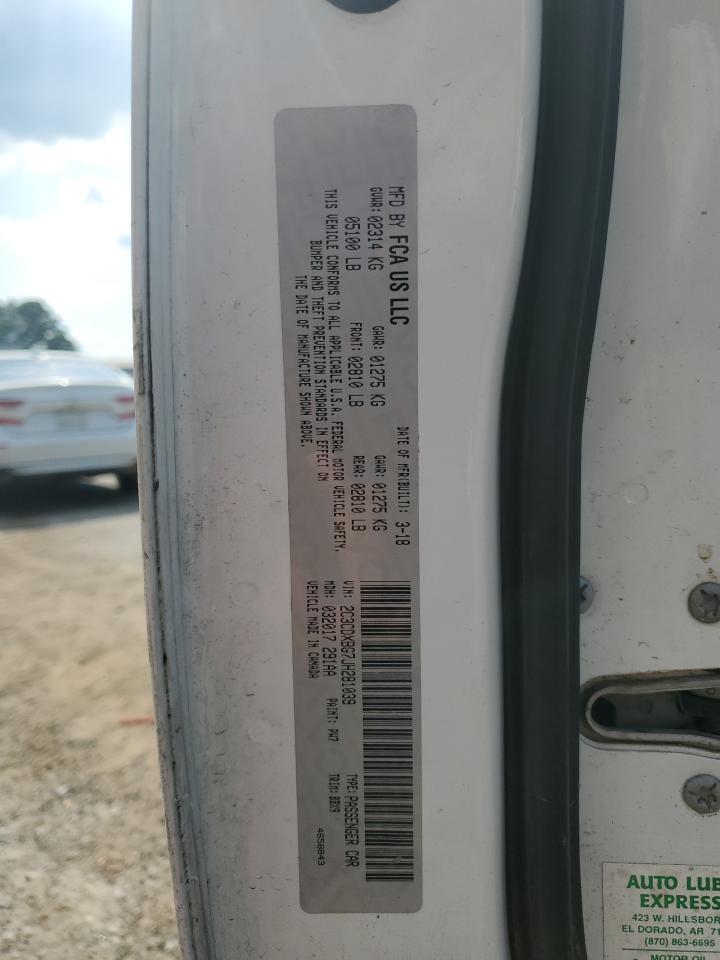 MFD BY FCA US LLC DATE OF MFR(BUILT): 3-18
GVWR: 02314 KG GAWR: 01275 KG GAWR: 01275 KG
05100 LB FRONT: 02810 LB REAR: 02810 LB
THIS VEHICLE CONFORMS TO ALL APPLICABLE U.S.A. FEDERAL MOTOR VEHICLE SAFETY,
BUMPER AND THEFT PREVENTION STANDARDS IN EFFECT ON
THE DATE OF MANUFACTURE SHOWN ABOVE.
VIN: 2C3CDXBG7JH281039 TYPE: PASSENGER CAR
MDH: 032017 291AA PAINT: PW7 TRIM: BBX9
VEHICLE MADE IN CANADA 4658843
AUTO LUB
EXPRESS
423 W. HILLSBOR
EL DORADO, AR 71
(870) 863-6695
MOTOR OIL